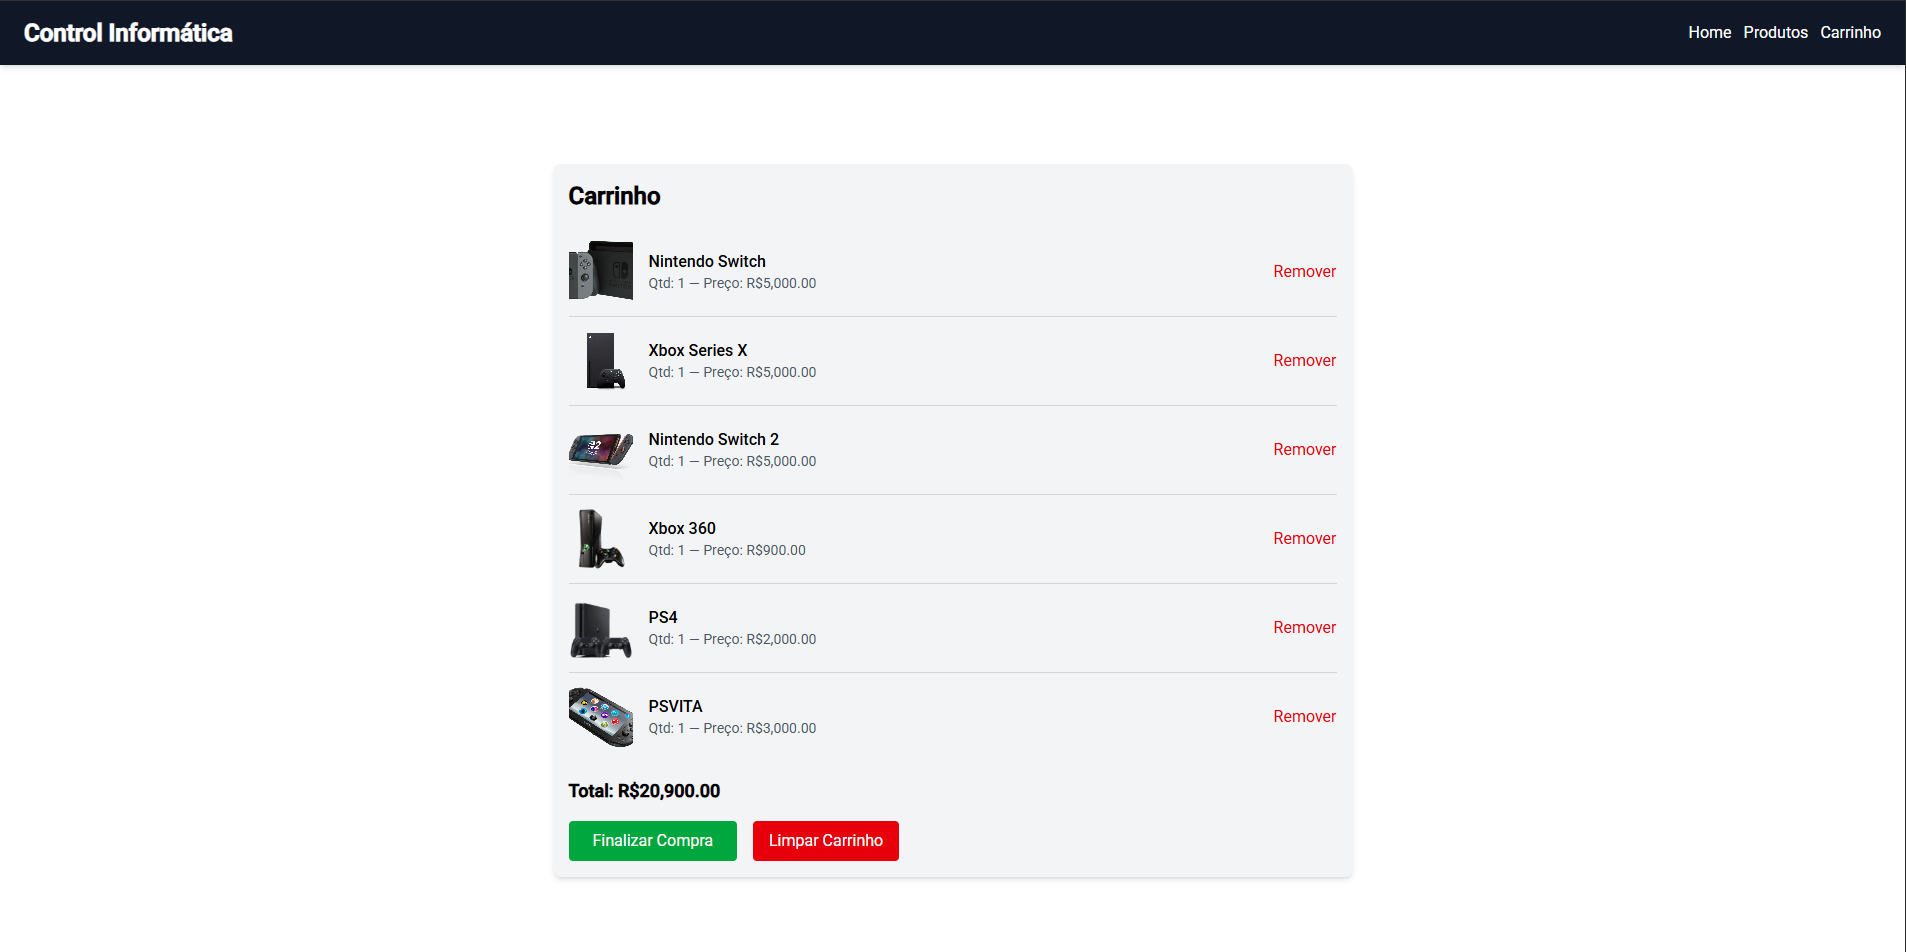 Control Informática
Home Produtos Carrinho
Carrinho
Nintendo Switch
Qtd: 1 — Preço: R$5,000.00
Remover
Xbox Series X
Qtd: 1 — Preço: R$5,000.00
Remover
Nintendo Switch 2
Qtd: 1 — Preço: R$5,000.00
Remover
Xbox 360
Qtd: 1 — Preço: R$900.00
Remover
PS4
Qtd: 1 — Preço: R$2,000.00
Remover
PSVITA
Qtd: 1 — Preço: R$3,000.00
Remover
Total: R$20,900.00
Finalizar Compra Limpar Carrinho